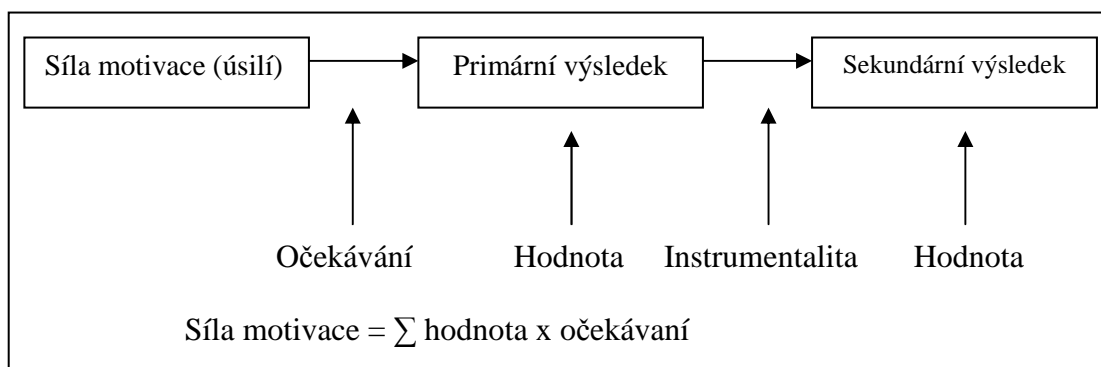 Síla motivace (úsilí) Primární výsledek Sekundární výsledek
Očekávání Hodnota Instrumentalita Hodnota
Síla motivace = ∑ hodnota x očekávaní